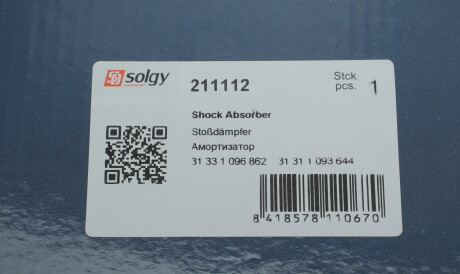 solgy
211112
Stck
pcs. 1
Shock Absorber
Stoßdämpfer
Амортизатор
31 33 1 096 862 31 31 1 093 644
8 418578 110670